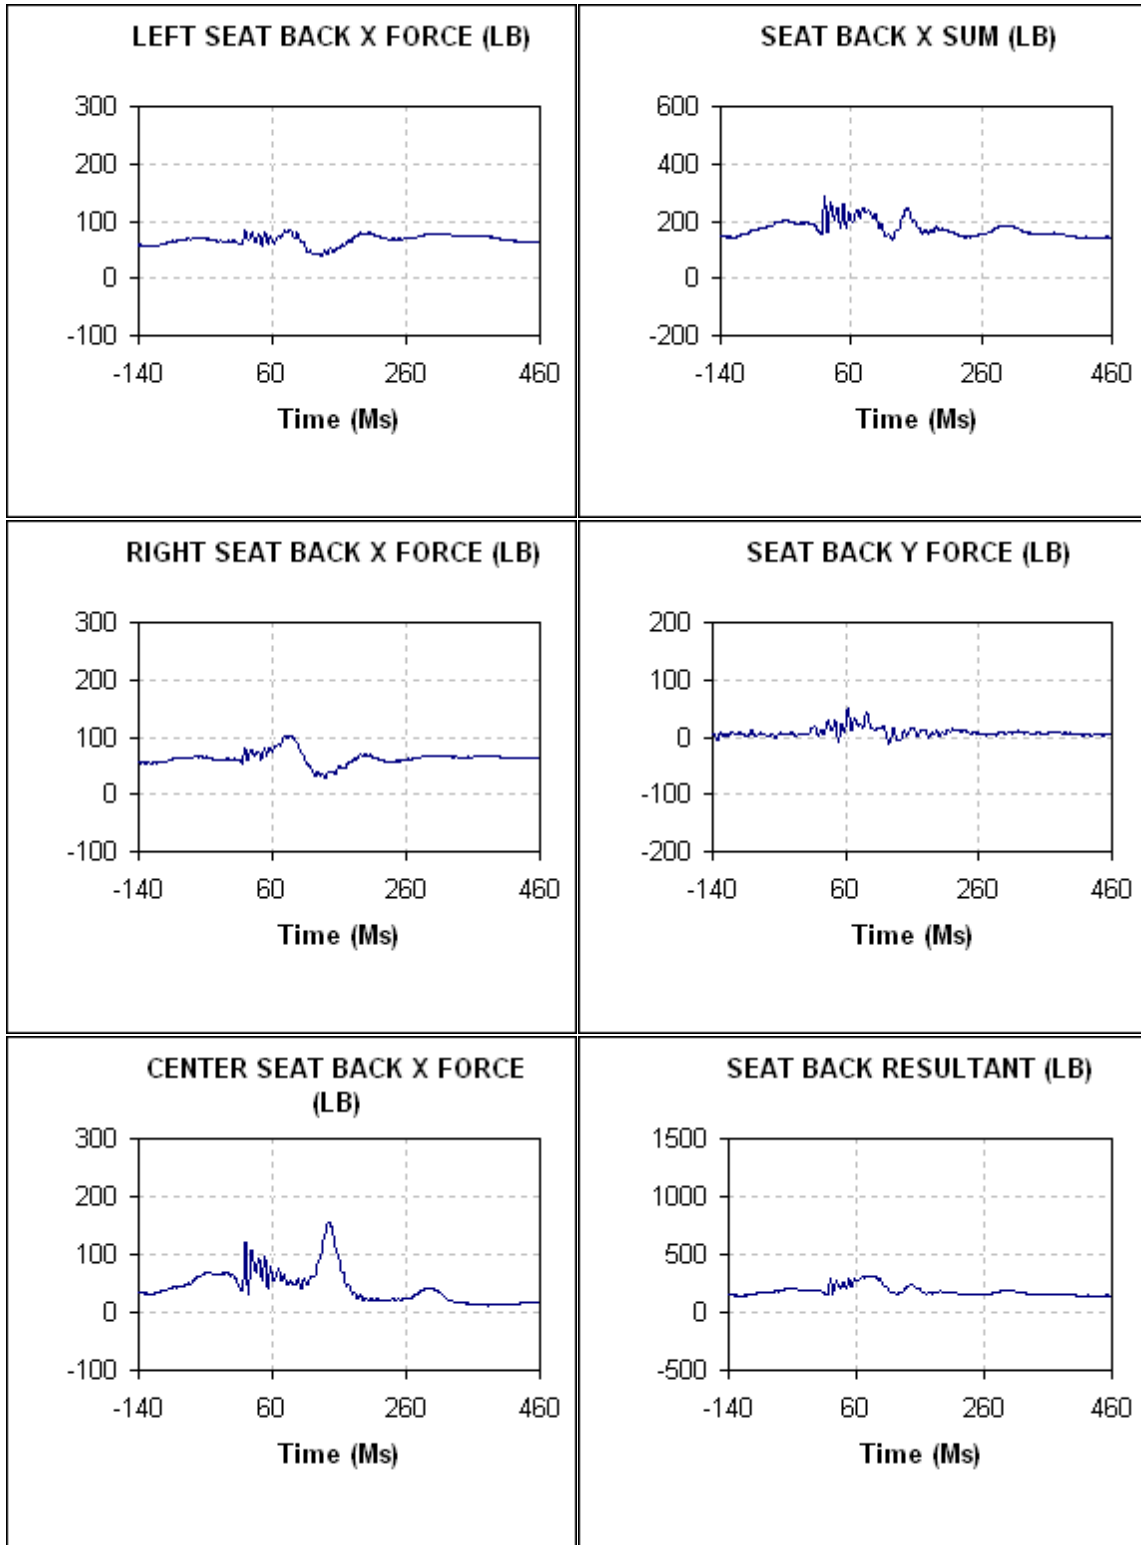 LEFT SEAT BACK X FORCE (LB)
300
200
100
0
-100
-140 60 260 460
Time (Ms)
SEAT BACK X SUM (LB)
600
400
200
0
-200
-140 60 260 460
Time (Ms)
RIGHT SEAT BACK X FORCE (LB)
300
200
100
0
-100
-140 60 260 460
Time (Ms)
SEAT BACK Y FORCE (LB)
200
100
0
-100
-200
-140 60 260 460
Time (Ms)
CENTER SEAT BACK X FORCE
(LB)
300
200
100
0
-100
-140 60 260 460
Time (Ms)
SEAT BACK RESULTANT (LB)
1500
1000
500
0
-500
-140 60 260 460
Time (Ms)